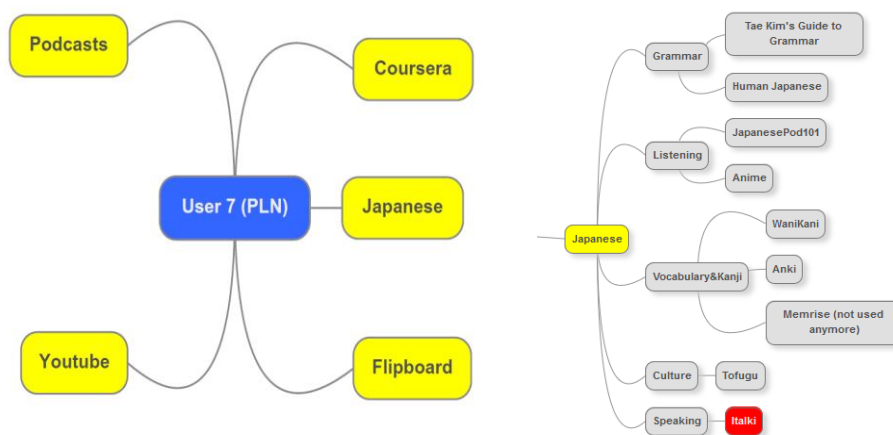 Podcasts
Coursera
User 7 (PLN)
Japanese
Youtube
Flipboard
Japanese
Grammar
Tae Kim's Guide to
Grammar
Human Japanese
Listening
JapanesePod101
Anime
Vocabulary&Kanji
WaniKani
Anki
Memrise (not used
anymore)
Culture
Tofugu
Speaking
Italki